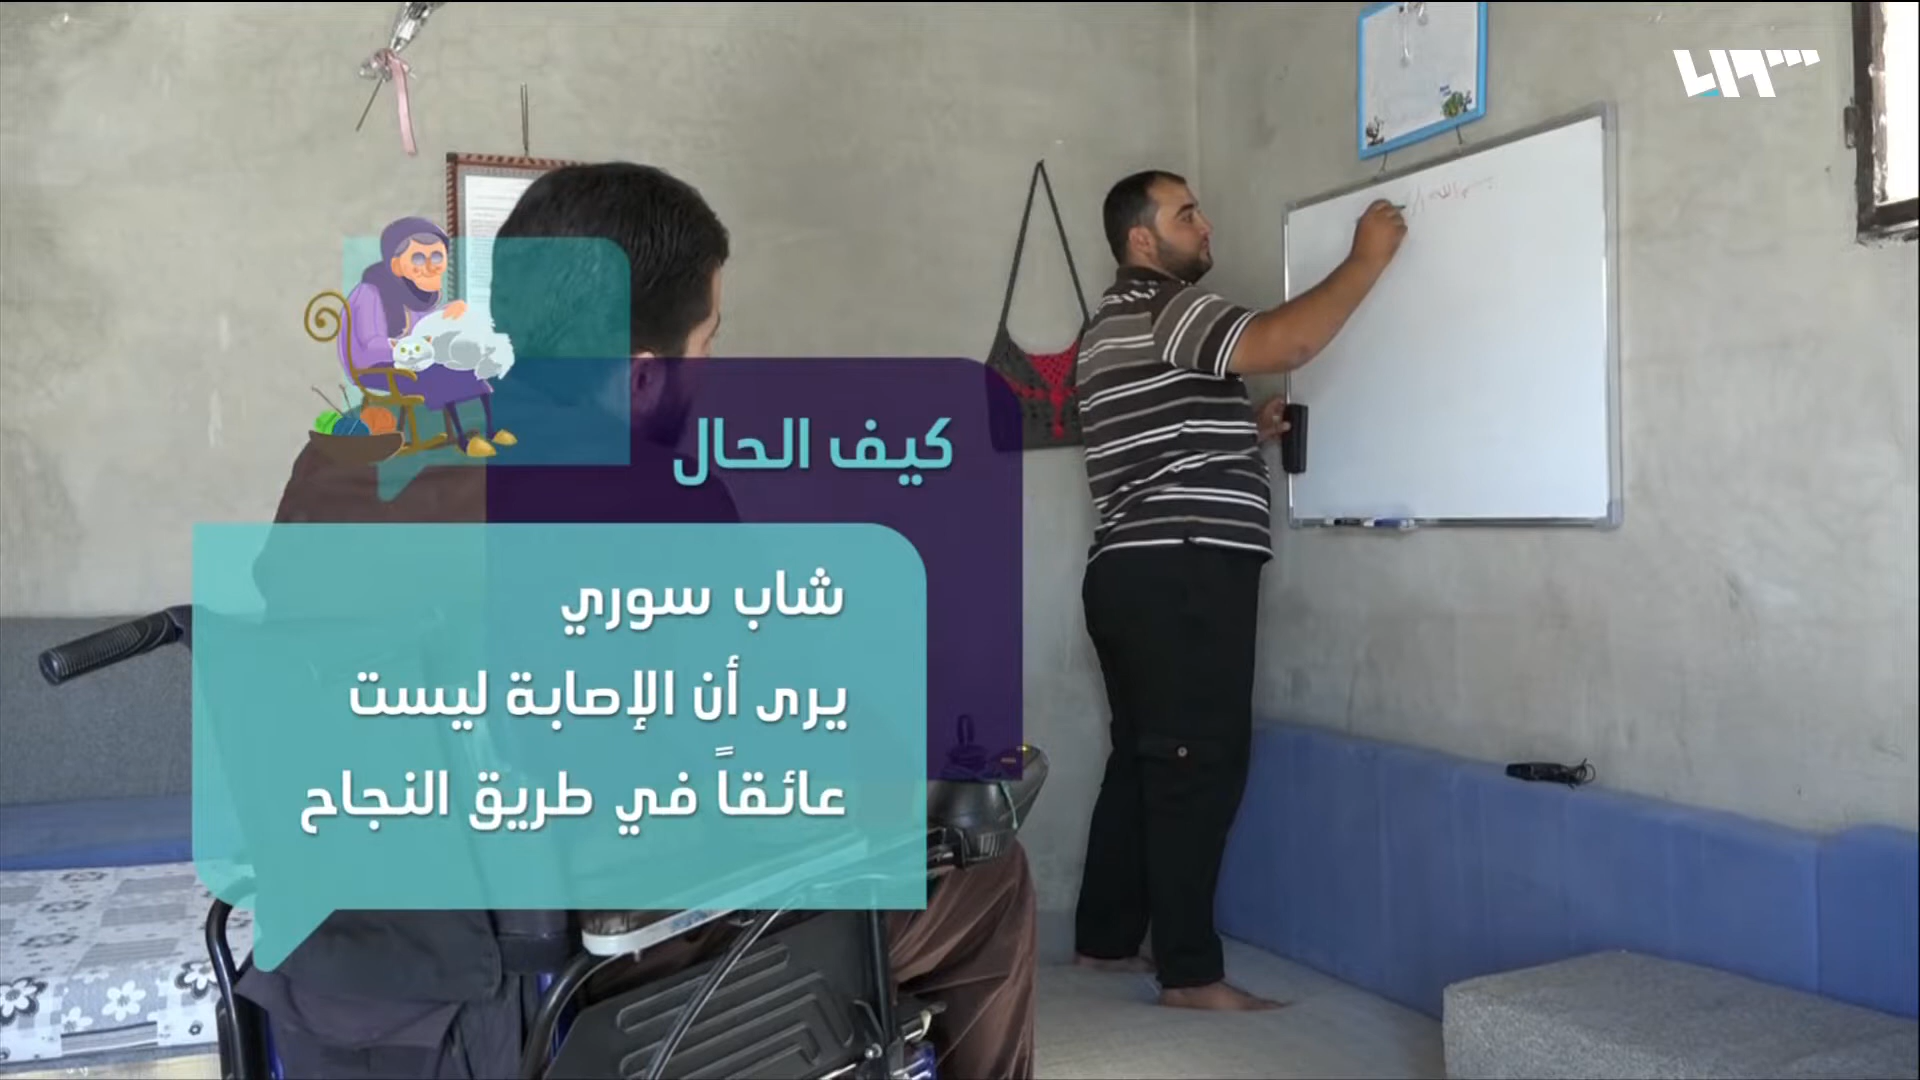 كيف الحال
شاب سوري
يرى أن الإصابة ليست
عائقاً في طريق النجاح